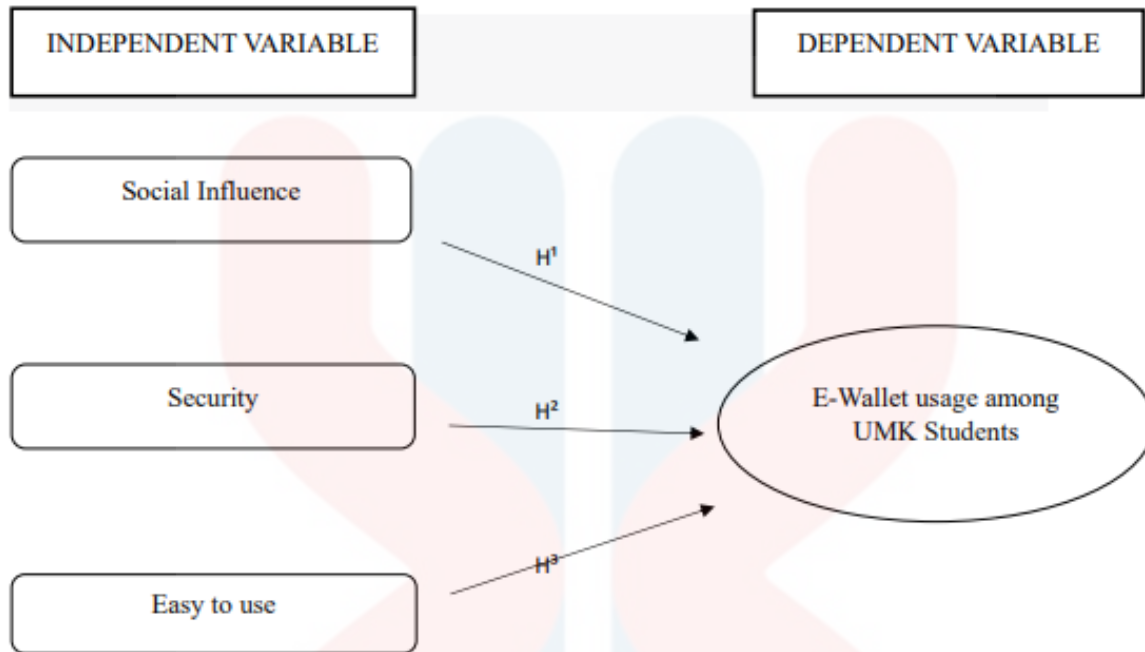 INDEPENDENT VARIABLE
DEPENDENT VARIABLE
Social Influence
H¹
Security
H²
E-Wallet usage among
UMK Students
H³
Easy to use